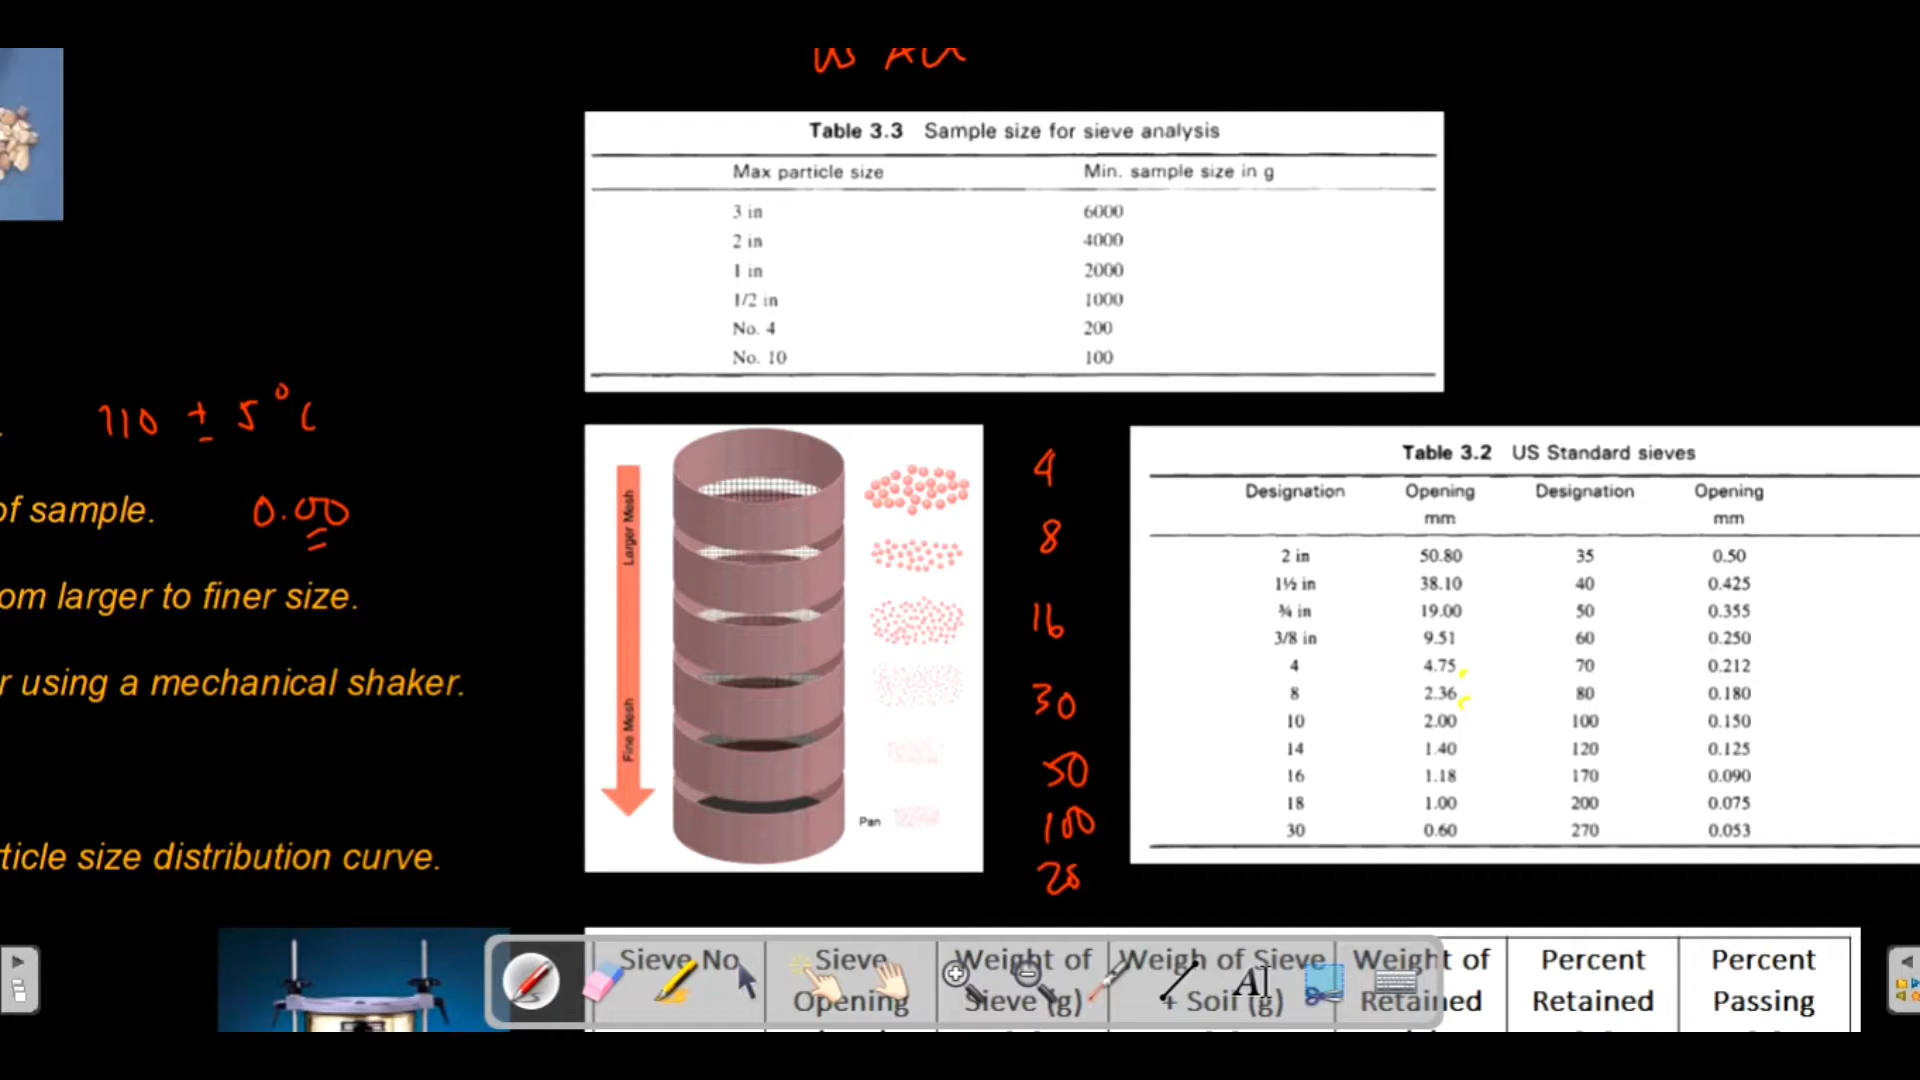 Table 3.3 Sample size for sieve analysis
Max particle size Min. sample size in g
3 in 6000
2 in 4000
1 in 2000
1/2 in 1000
No. 4 200
No. 10 100
110 ± 5°C
of sample. 0.00
om larger to finer size.
r using a mechanical shaker.
ticle size distribution curve.
Larger Mesh
Fine Mesh
Pan
4
8
16
30
50
100
Table 3.2 US Standard sieves
Designation Opening Designation Opening
mm mm
2 in 50.80 35 0.50
1½ in 38.10 40 0.425
¾ in 19.00 50 0.355
3/8 in 9.51 60 0.250
4 4.75 70 0.212
8 2.36 80 0.180
10 2.00 100 0.150
14 1.40 120 0.125
16 1.18 170 0.090
18 1.00 200 0.075
30 0.60 270 0.053
Sieve No. Sieve Weight of Weigh of Sieve Weight of Percent Percent
Opening Sieve (g) + Soil (g) Retained Retained Passing